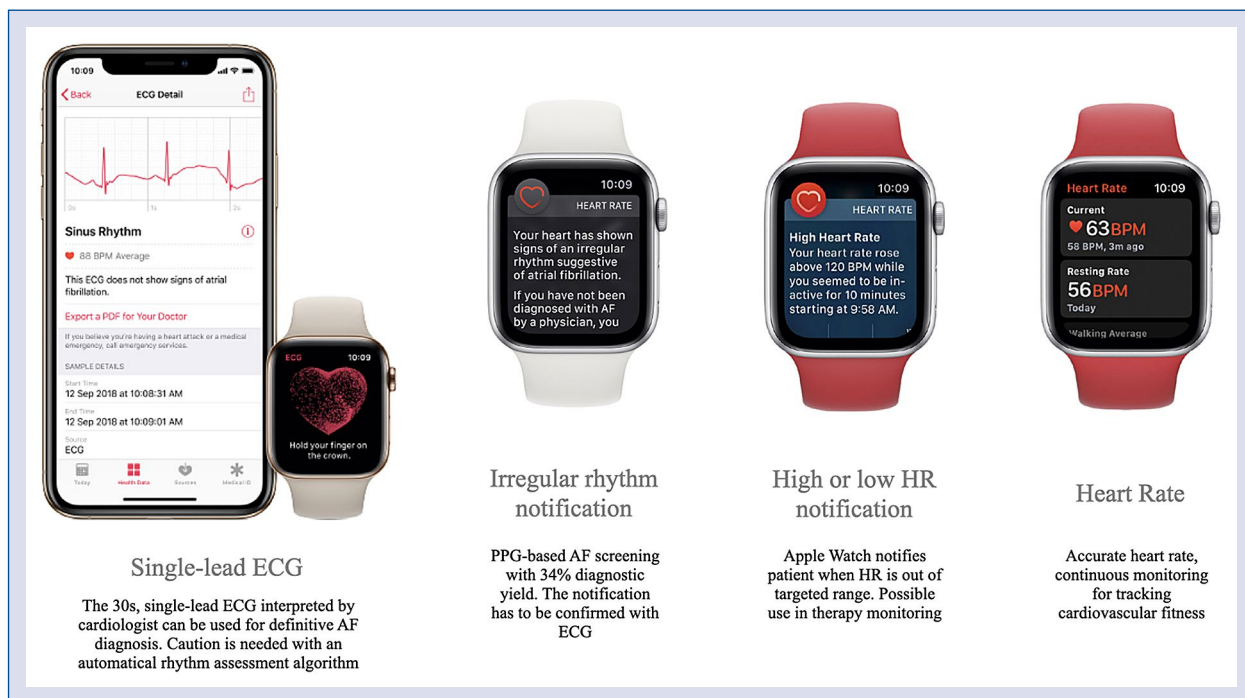 10:09
Back
ECG Detail
0s
1s
2s
Sinus Rhythm
88 BPM Average
This ECG does not show signs of atrial
fibrillation.
Export a PDF for Your Doctor
If you believe you're having a heart attack or a medical
emergency, call emergency services.
SAMPLE DETAILS
Start Time
12 Sep 2018 at 10:08:31 AM
End Time
12 Sep 2018 at 10:09:01 AM
Source
ECG
Today
Health Data
Sources
Medical ID
ECG
10:09
Hold your finger on
the crown.
Single-lead ECG
The 30s, single-lead ECG interpreted by
cardiologist can be used for definitive AF
diagnosis. Caution is needed with an
automatical rhythm assessment algorithm
10:09
HEART RATE
Your heart has shown
signs of an irregular
rhythm suggestive
of atrial fibrillation.
If you have not been
diagnosed with AF
by a physician, you
Irregular rhythm
notification
PPG-based AF screening
with 34% diagnostic
yield. The notification
has to be confirmed with
ECG
10:09
HEART RATE
High Heart Rate
Your heart rate rose
above 120 BPM while
you seemed to be in-
active for 10 minutes
starting at 9:58 AM.
High or low HR
notification
Apple Watch notifies
patient when HR is out of
targeted range. Possible
use in therapy monitoring
Heart Rate
10:09
Current
63BPM
58 BPM, 3m ago
Resting Rate
56BPM
Today
Walking Average
Heart Rate
Accurate heart rate,
continuous monitoring
for tracking
cardiovascular fitness